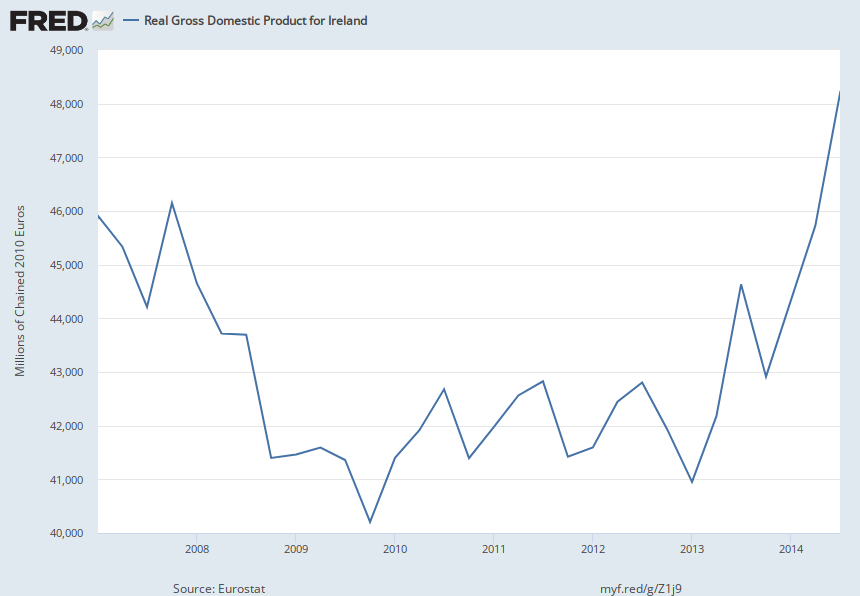 FRED
Real Gross Domestic Product for Ireland
49,000
48,000
47,000
46,000
45,000
44,000
43,000
42,000
41,000
40,000
Millions of Chained 2010 Euros
2008 2009 2010 2011 2012 2013 2014
Source: Eurostat
myf.red/g/Z1j9